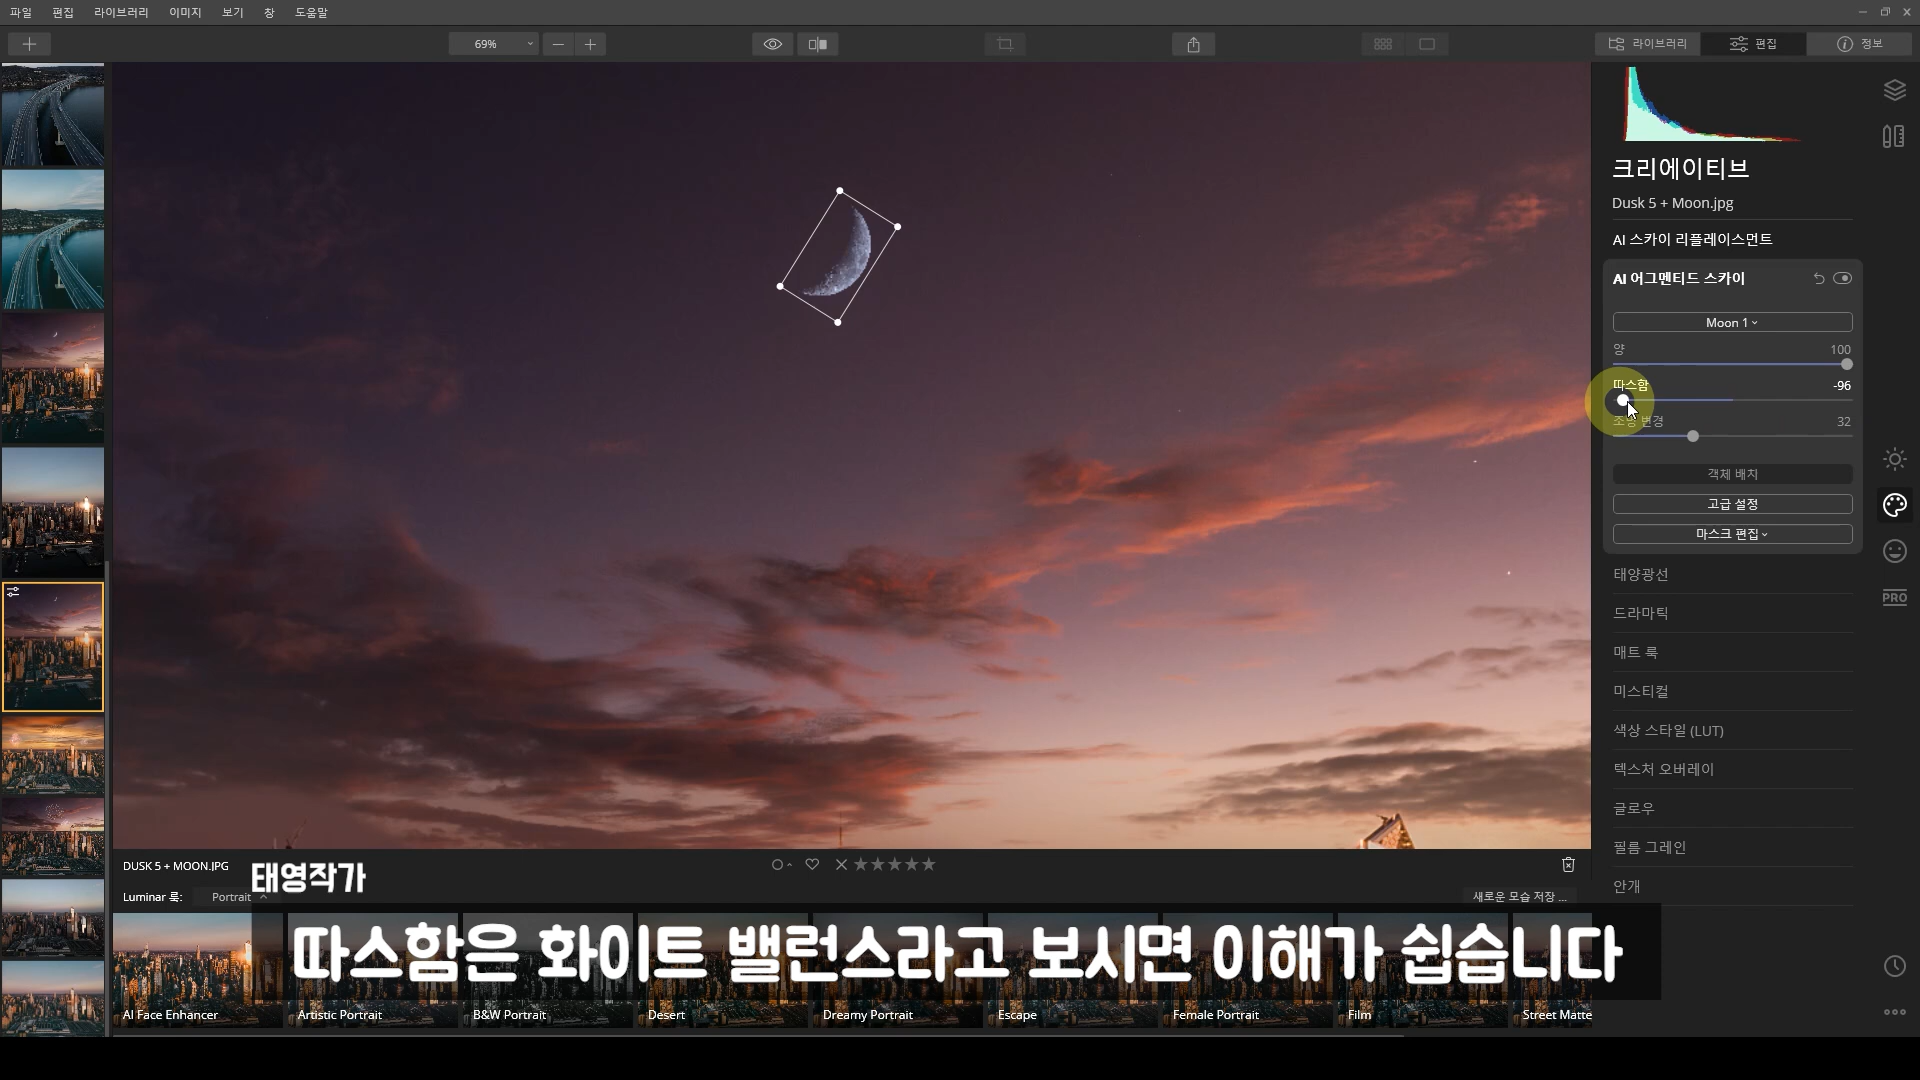 파일 편집 라이브러리 이미지 보기 창 도움말
69%
라이브러리 편집 정보
크리에이티브
Dusk 5 + Moon.jpg
AI 스카이 리플레이스먼트
AI 어그멘티드 스카이
Moon 1
양 100
따스함 -96
조명 변경 32
객체 배치
고급 설정
마스크 편집
태양광선
드라마틱
매트 룩
미스티컬
색상 스타일 (LUT)
텍스처 오버레이
글로우
필름 그레인
안개
PRO
DUSK 5 + MOON.JPG
태영작가
Luminar 룩: Portrait
새로운 모습 저장 ...
따스함은 화이트 밸런스라고 보시면 이해가 쉽습니다
AI Face Enhancer
Artistic Portrait
B&W Portrait
Desert
Dreamy Portrait
Escape
Female Portrait
Film
Street Matte